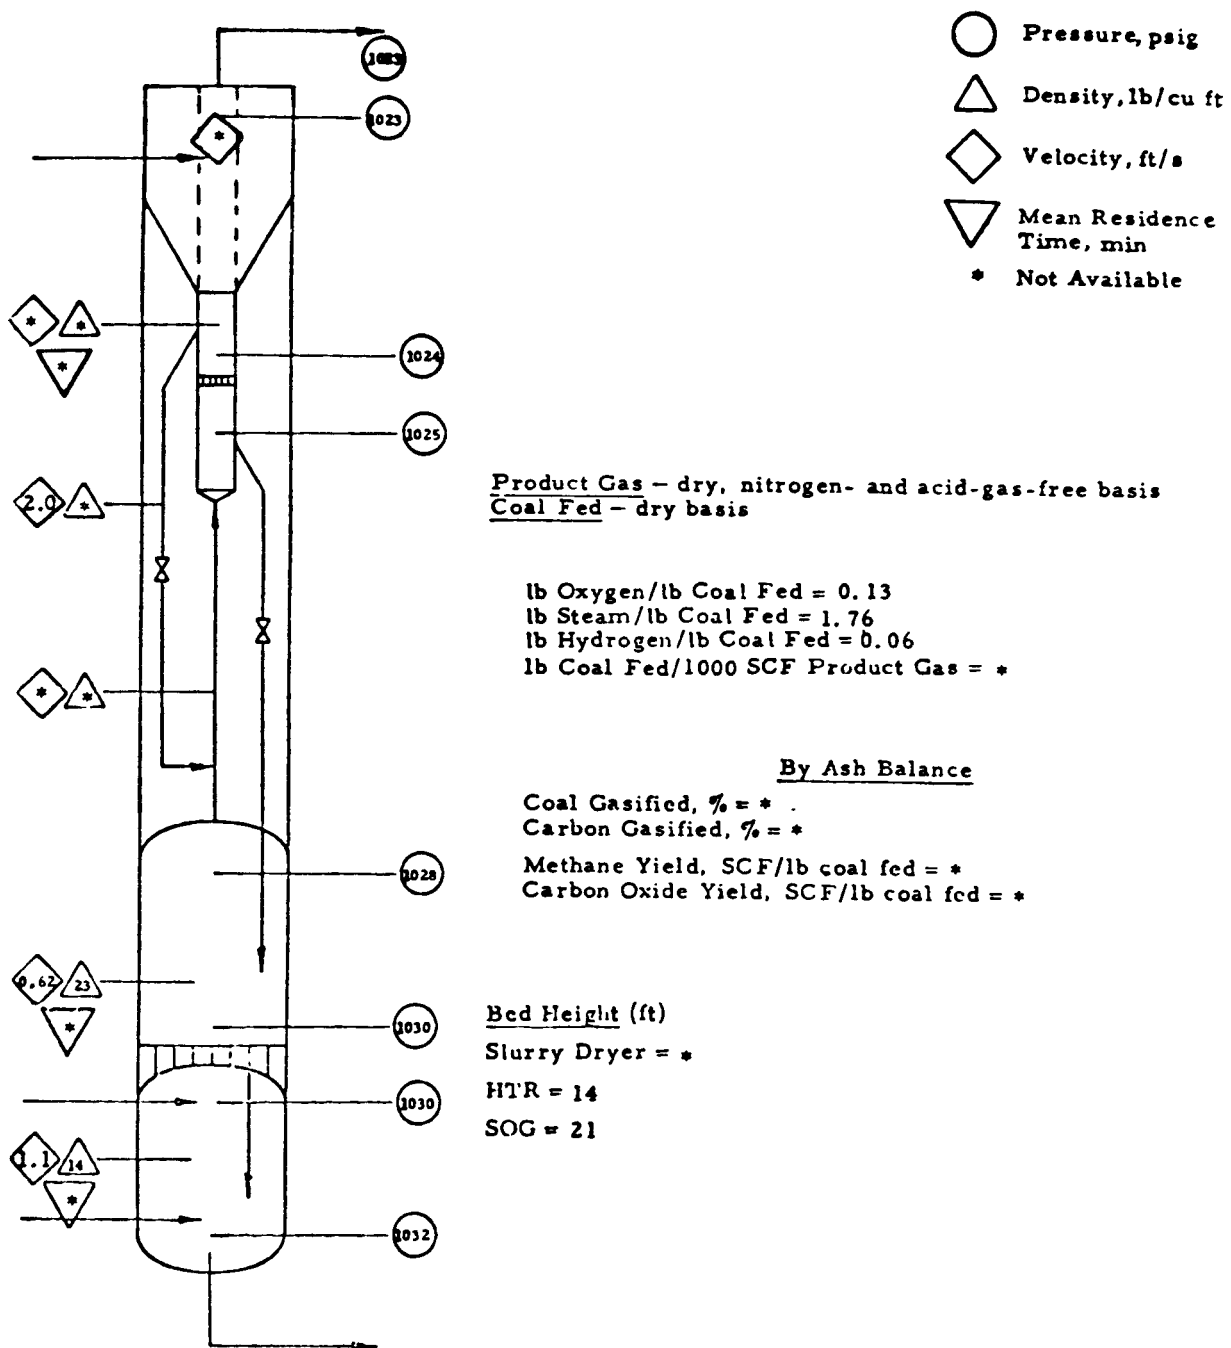 Pressure, psig
Density, lb/cu ft
Velocity, ft/s
Mean Residence
Time, min
* Not Available
1023
1023
*
* *
*
1024
1025
2.0 *
* *
1028
0.62 23
*
1030
1030
1.1 14
*
1032
Product Gas – dry, nitrogen- and acid-gas-free basis
Coal Fed – dry basis
lb Oxygen/lb Coal Fed = 0.13
lb Steam/lb Coal Fed = 1.76
lb Hydrogen/lb Coal Fed = 0.06
lb Coal Fed/1000 SCF Product Gas = *
By Ash Balance
Coal Gasified, % = *
Carbon Gasified, % = *
Methane Yield, SCF/lb coal fed = *
Carbon Oxide Yield, SCF/lb coal fed = *
Bed Height (ft)
Slurry Dryer = *
HTR = 14
SOG = 21